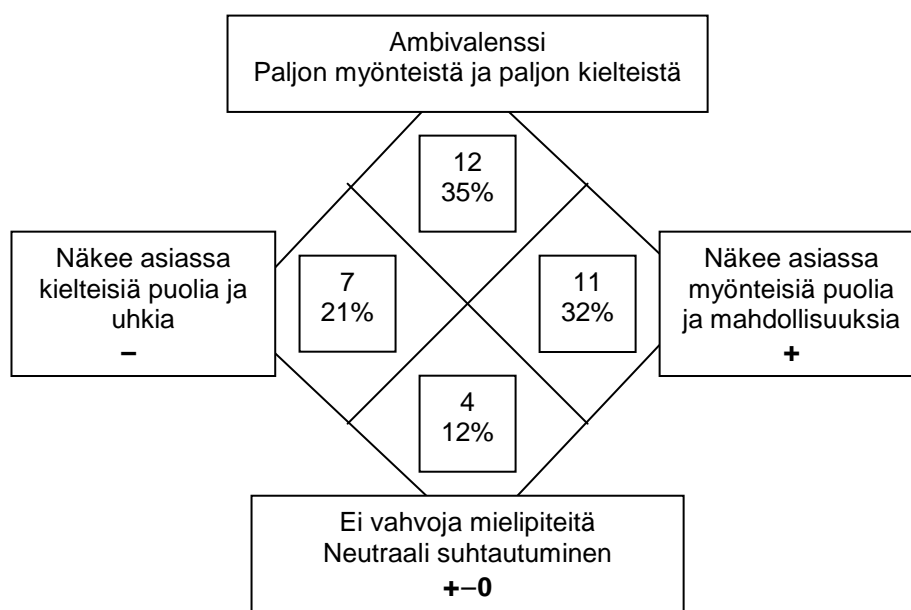 Ambivalenssi
Paljon myönteistä ja paljon kielteistä
12
35%
Näkee asiassa
kielteisiä puolia ja
uhkia
–
7
21%
11
32%
Näkee asiassa
myönteisiä puolia
ja mahdollisuuksia
+
4
12%
Ei vahvoja mielipiteitä
Neutraali suhtautuminen
+–0